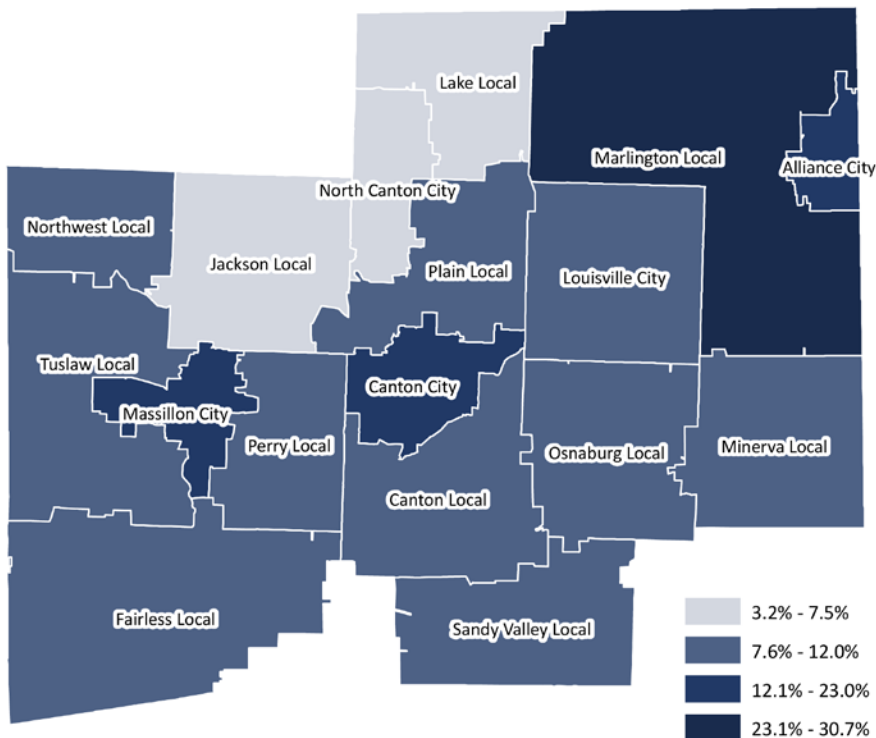 Lake Local
Marlington Local
Alliance City
North Canton City
Northwest Local
Jackson Local
Plain Local
Louisville City
Tuslaw Local
Canton City
Massillon City
Perry Local
Osnaburg Local
Minerva Local
Canton Local
Fairless Local
Sandy Valley Local
3.2% - 7.5%
7.6% - 12.0%
12.1% - 23.0%
23.1% - 30.7%